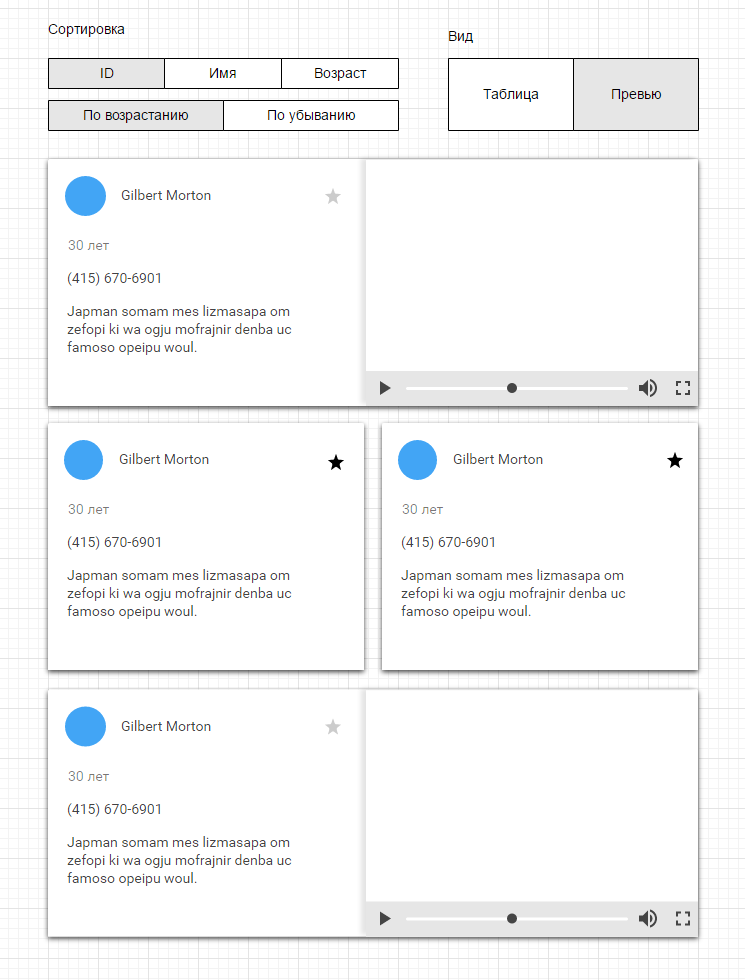 Сортировка
Вид
ID
Имя
Возраст
По возрастанию
По убыванию
Таблица
Превью
Gilbert Morton
30 лет
(415) 670-6901
Japman somam mes lizmasapa om
zefopi ki wa ogju mofrajnir denba uc
famoso opeipu woul.
Gilbert Morton
30 лет
(415) 670-6901
Japman somam mes lizmasapa om
zefopi ki wa ogju mofrajnir denba uc
famoso opeipu woul.
Gilbert Morton
30 лет
(415) 670-6901
Japman somam mes lizmasapa om
zefopi ki wa ogju mofrajnir denba uc
famoso opeipu woul.
Gilbert Morton
30 лет
(415) 670-6901
Japman somam mes lizmasapa om
zefopi ki wa ogju mofrajnir denba uc
famoso opeipu woul.